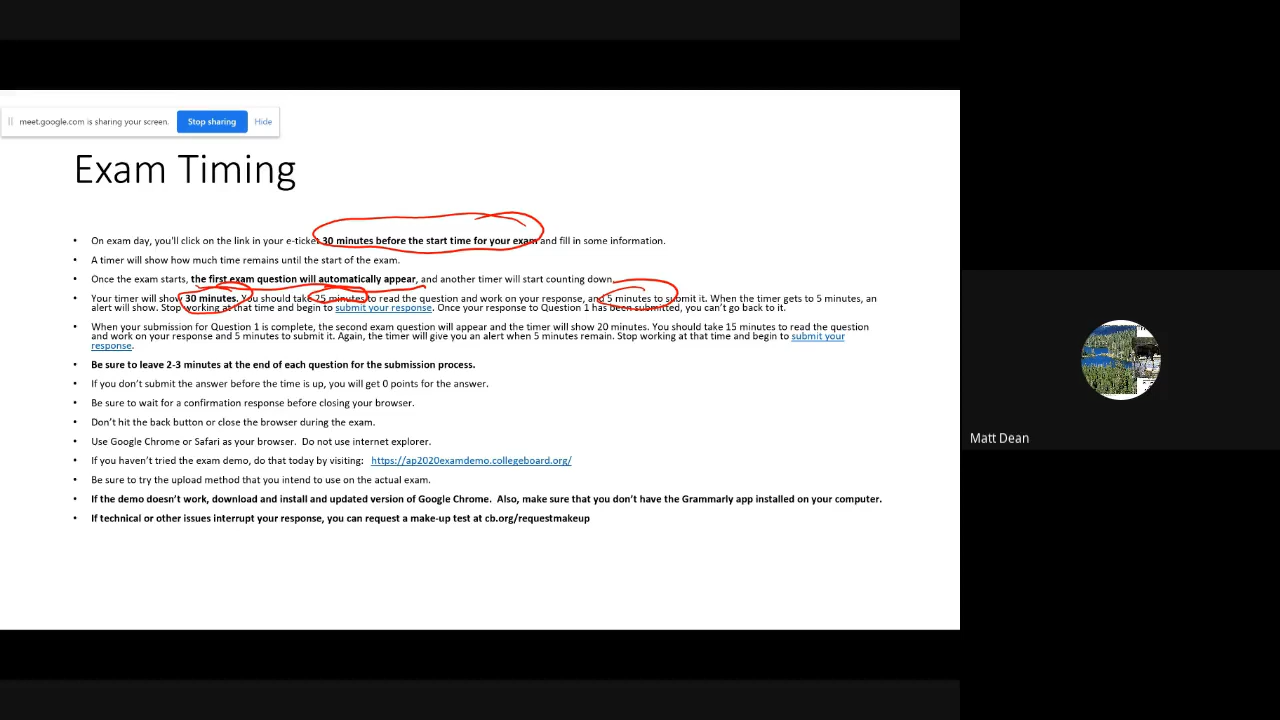 meet.google.com is sharing your screen. Stop sharing Hide
Exam Timing
• On exam day, you'll click on the link in your e-ticket 30 minutes before the start time for your exam and fill in some information.
• A timer will show how much time remains until the start of the exam.
• Once the exam starts, the first exam question will automatically appear, and another timer will start counting down.
• Your timer will show 30 minutes. You should take 25 minutes to read the question and work on your response, and 5 minutes to submit it. When the timer gets to 5 minutes, an
alert will show. Stop working at that time and begin to submit your response. Once your response to Question 1 has been submitted, you can't go back to it.
• When your submission for Question 1 is complete, the second exam question will appear and the timer will show 20 minutes. You should take 15 minutes to read the question
and work on your response and 5 minutes to submit it. Again, the timer will give you an alert when 5 minutes remain. Stop working at that time and begin to submit your
response.
• Be sure to leave 2-3 minutes at the end of each question for the submission process.
• If you don't submit the answer before the time is up, you will get 0 points for the answer.
• Be sure to wait for a confirmation response before closing your browser.
• Don't hit the back button or close the browser during the exam.
• Use Google Chrome or Safari as your browser. Do not use internet explorer.
• If you haven't tried the exam demo, do that today by visiting: https://ap2020examdemo.collegeboard.org/
• Be sure to try the upload method that you intend to use on the actual exam.
• If the demo doesn't work, download and install and updated version of Google Chrome. Also, make sure that you don't have the Grammarly app installed on your computer.
• If technical or other issues interrupt your response, you can request a make-up test at cb.org/requestmakeup
Matt Dean